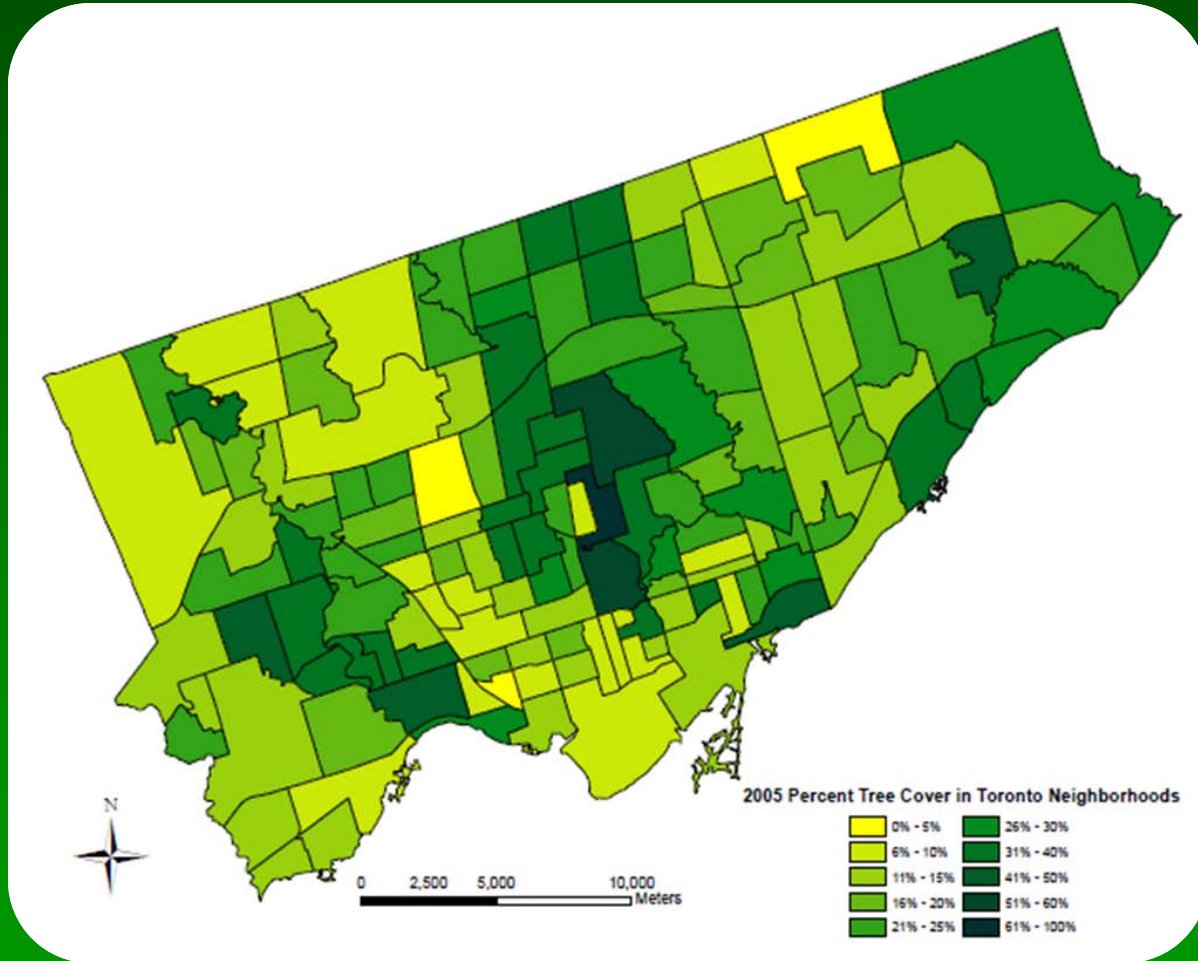 N
0 2,500 5,000 10,000
Meters
2005 Percent Tree Cover in Toronto Neighborhoods
0% - 5%
6% - 10%
11% - 15%
16% - 20%
21% - 25%
26% - 30%
31% - 40%
41% - 50%
51% - 60%
61% - 100%